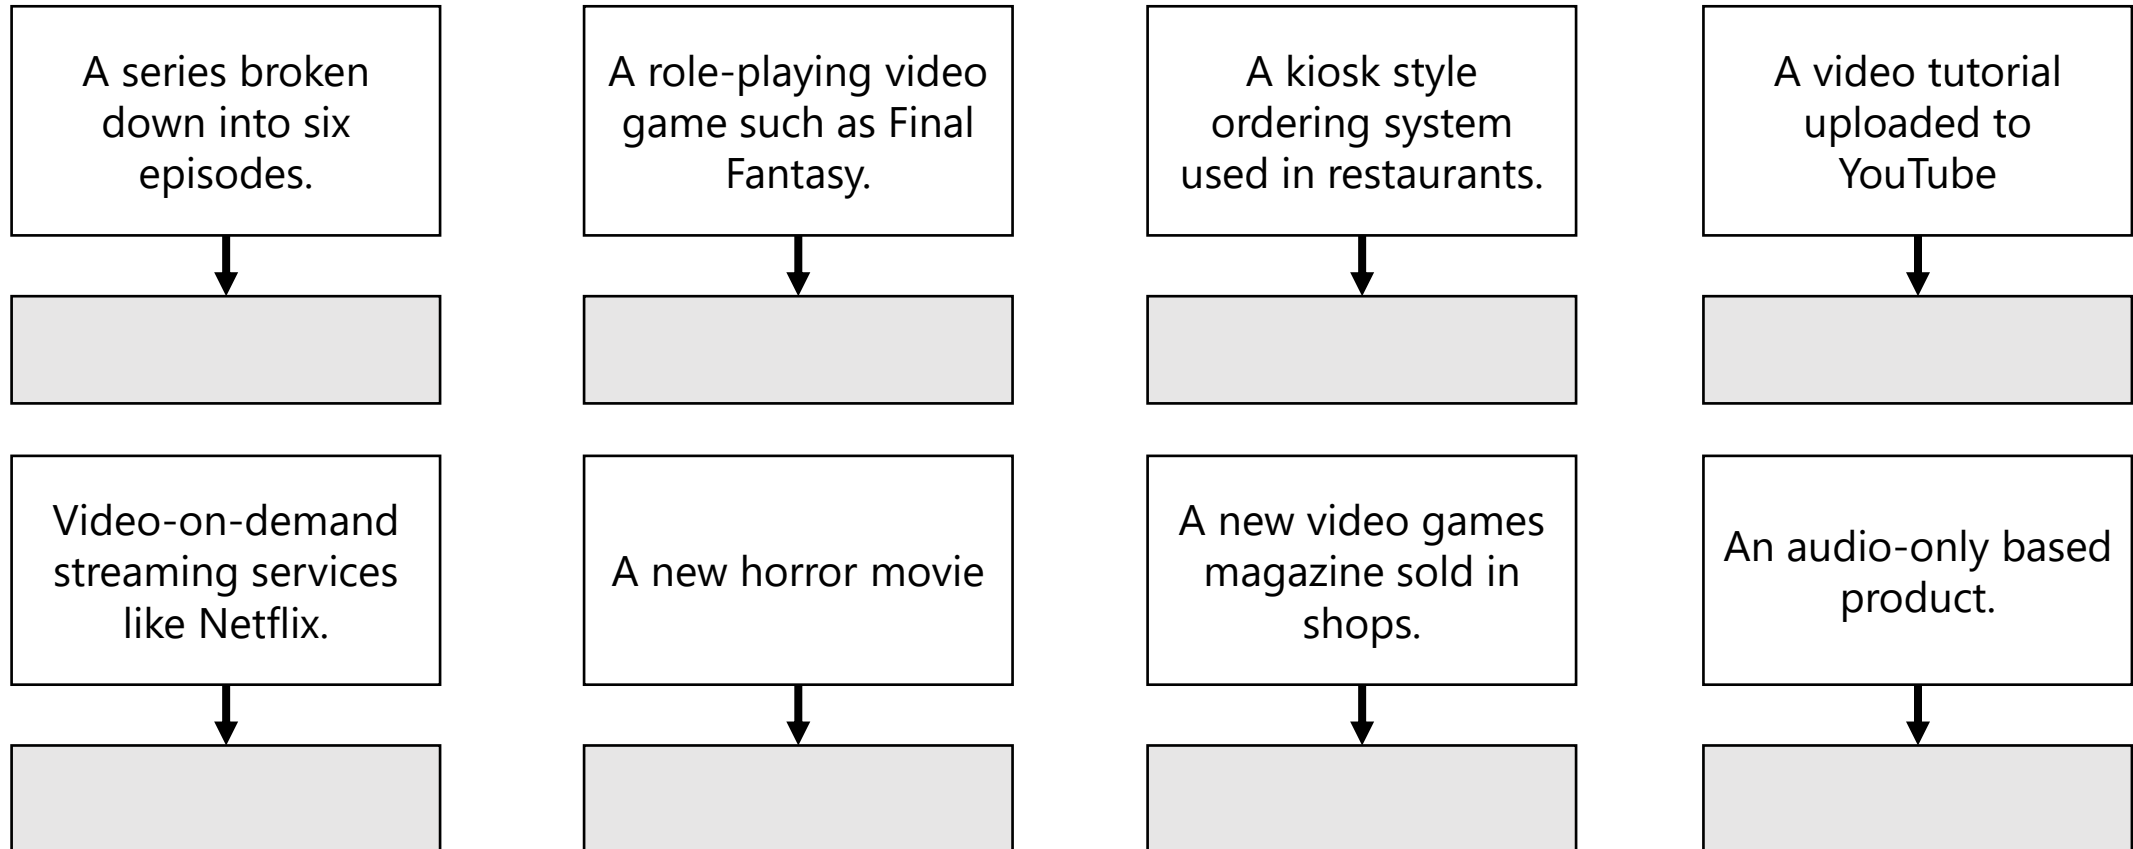 A series broken
down into six
episodes.
A role-playing video
game such as Final
Fantasy.
A kiosk style
ordering system
used in restaurants.
A video tutorial
uploaded to
YouTube
Video-on-demand
streaming services
like Netflix.
A new horror movie
A new video games
magazine sold in
shops.
An audio-only based
product.